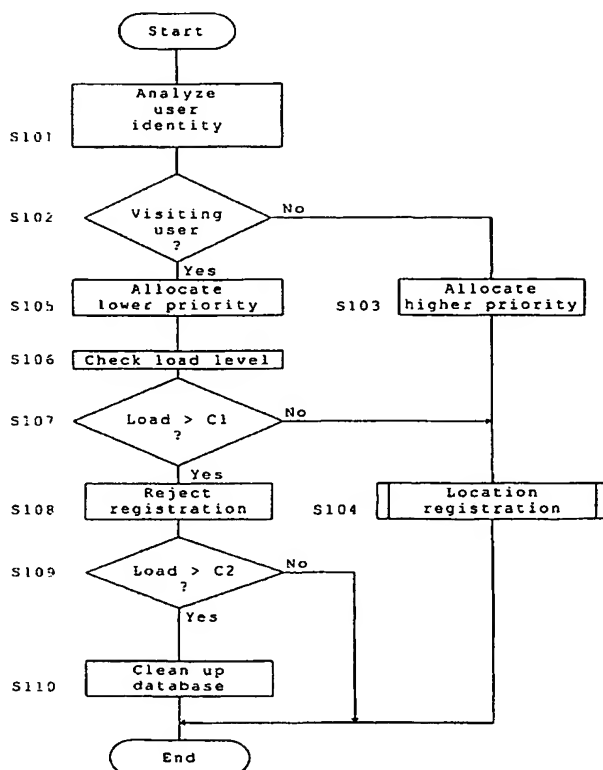 Start
Analyze
user
identity
S101
S102
Visiting
user
?
No
Yes
S105
Allocate
lower priority
S103
Allocate
higher priority
S106
Check load level
S107
Load > C1
?
No
Yes
S108
Reject
registration
S104
Location
registration
S109
Load > C2
?
No
Yes
S110
Clean up
database
End